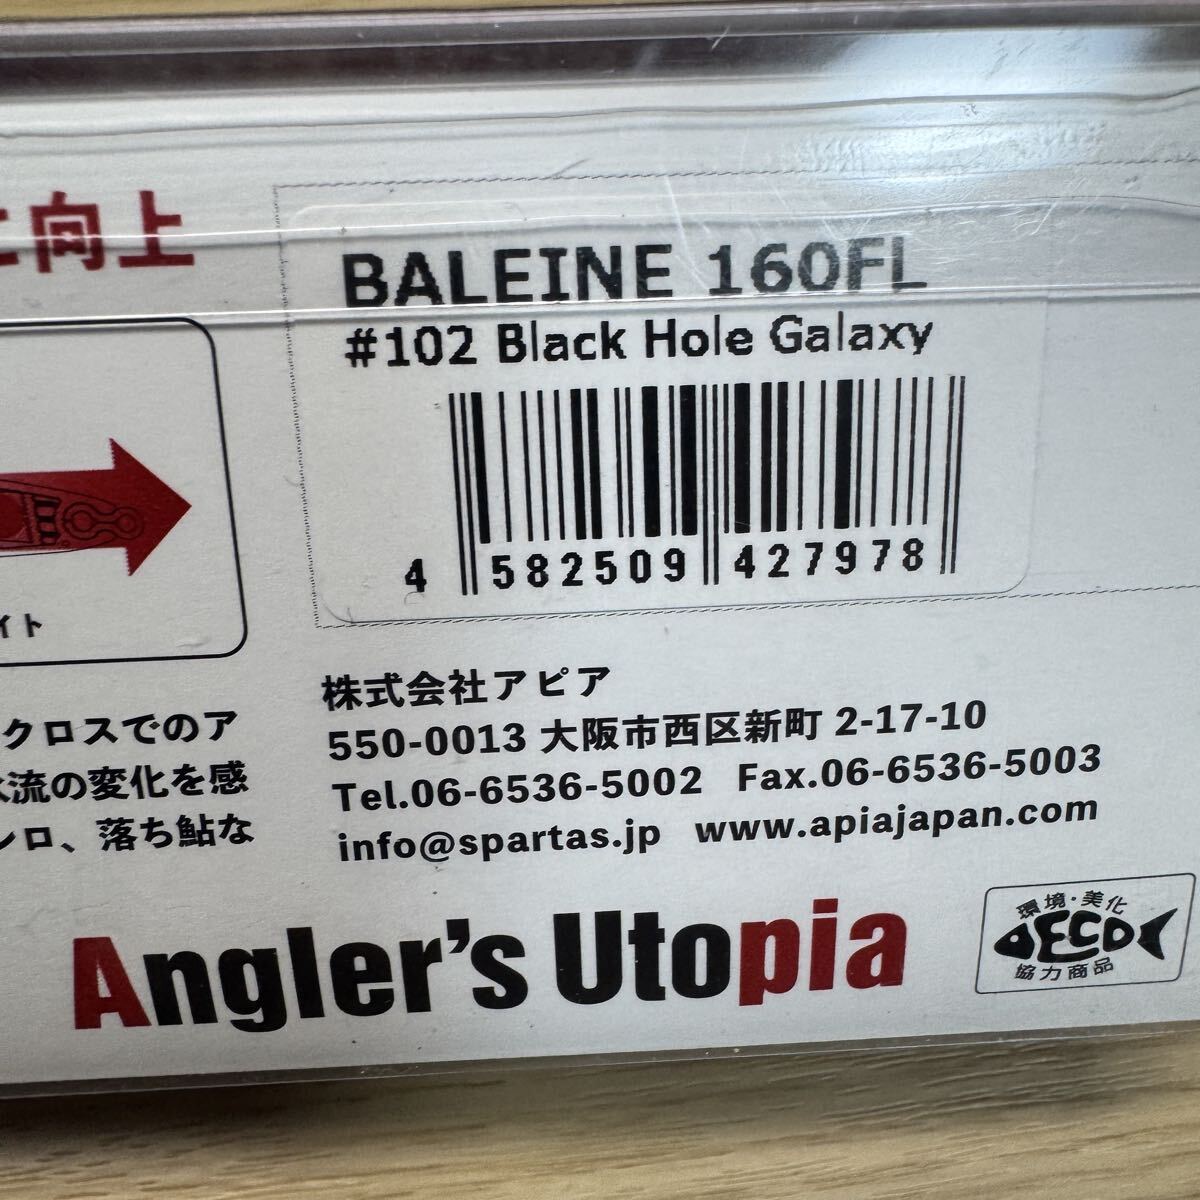 に向上
BALEINE 160FL
#102 Black Hole Galaxy
4 582509 427978
イト
クロスでのア
流の変化を感
ンロ、落ち鮎な
株式会社アピア
550-0013 大阪市西区新町 2-17-10
Tel.06-6536-5002 Fax.06-6536-5003
info@spartas.jp www.apiajapan.com
Angler's Utopia
環境・美化
ECO
協力商品